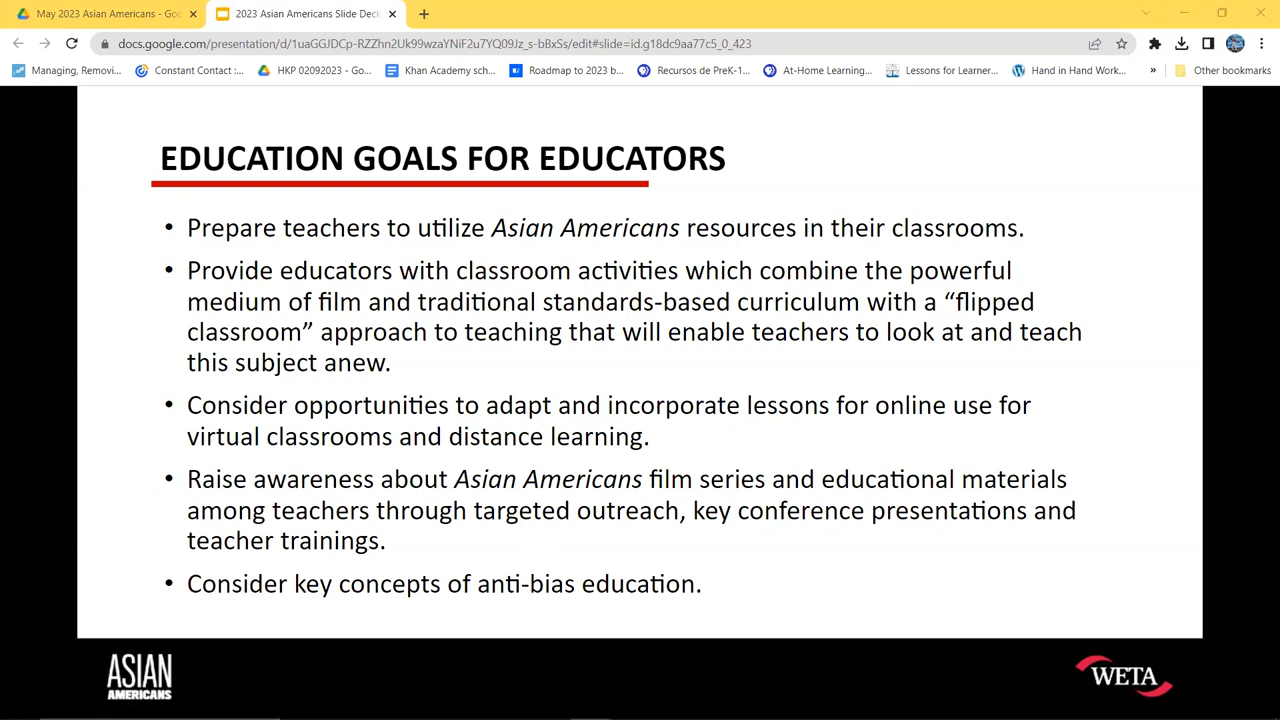 May 2023 Asian Americans - Goo
2023 Asian Americans Slide Deck
docs.google.com/presentation/d/1uaGGJDCp-RZZhn2Uk99wzaYNiF2u7YQ0Hz_s-bBxSs/edit#slide=id.g18dc9aa77c5_0_423
Managing, Removi...
Constant Contact :...
HKP 02092023 - Go...
Khan Academy sch...
Roadmap to 2023 b...
Recursos de PreK-1...
At-Home Learning...
Lessons for Learner...
Hand in Hand Work...
»
Other bookmarks
EDUCATION GOALS FOR EDUCATORS
• Prepare teachers to utilize Asian Americans resources in their classrooms.
• Provide educators with classroom activities which combine the powerful
medium of film and traditional standards-based curriculum with a “flipped
classroom” approach to teaching that will enable teachers to look at and teach
this subject anew.
• Consider opportunities to adapt and incorporate lessons for online use for
virtual classrooms and distance learning.
• Raise awareness about Asian Americans film series and educational materials
among teachers through targeted outreach, key conference presentations and
teacher trainings.
• Consider key concepts of anti-bias education.
ASIAN
AMERICANS
WETA